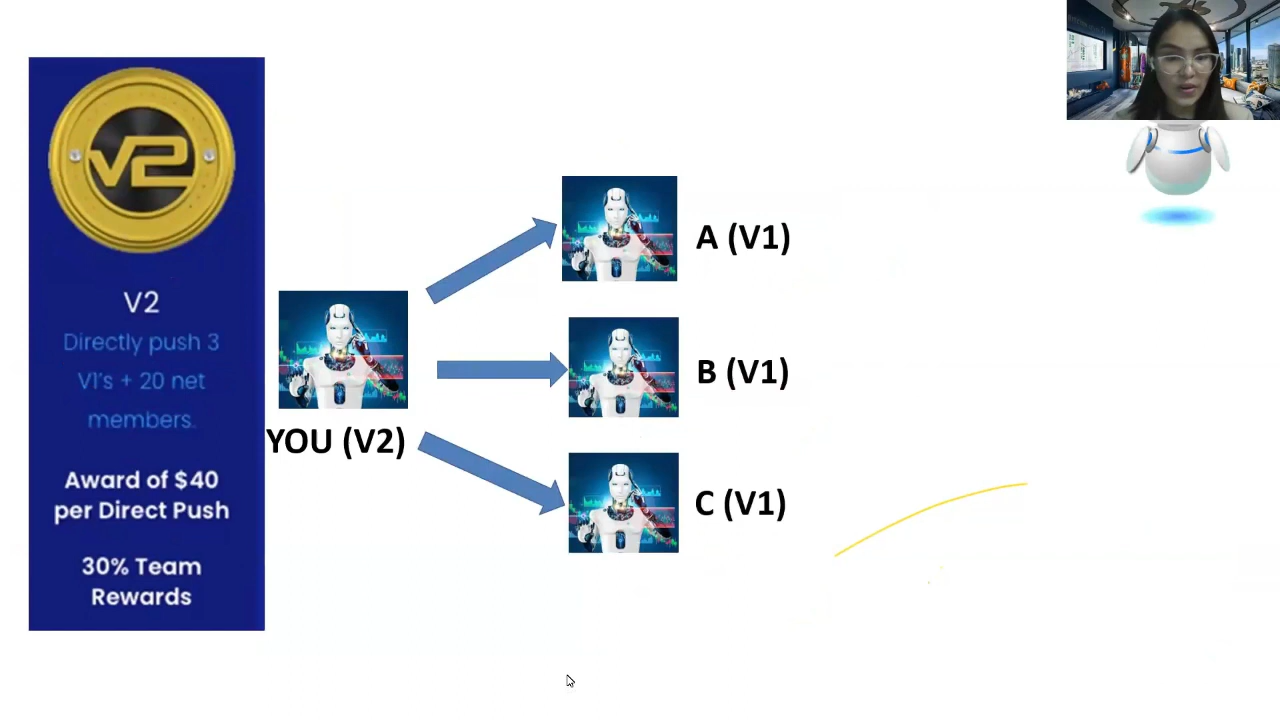 V2
V2
Directly push 3
V1's + 20 net
members.
Award of $40
per Direct Push
30% Team
Rewards
YOU (V2)
A (V1)
B (V1)
C (V1)